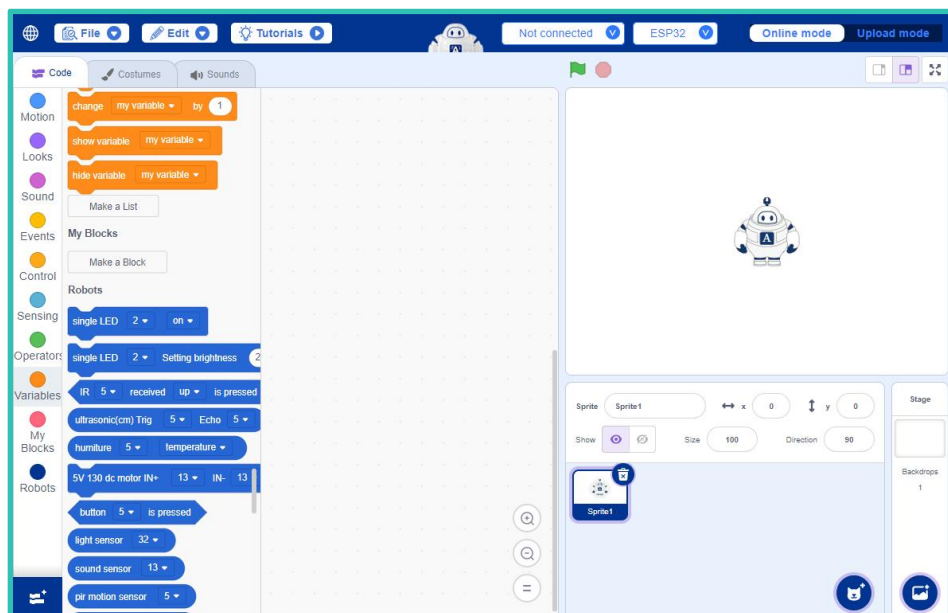 File
Edit
Tutorials
A
Not connected
ESP32
Online mode
Upload mode
Code
Costumes
Sounds
Motion
Looks
Sound
Events
Control
Sensing
Operators
Variables
My
Blocks
Robots
change my variable by 1
show variable my variable
hide variable my variable
Make a List
My Blocks
Make a Block
Robots
single LED 2 on
single LED 2 Setting brightness 2
IR 5 received up is pressed
ultrasonic(cm) Trig 5 Echo 5
humiture 5 temperature
5V 130 dc motor IN+ 13 IN- 13
button 5 is pressed
light sensor 32
sound sensor 13
pir motion sensor 5
A
Sprite Sprite1 x 0 y 0
Show Size 100 Direction 90
Sprite1
Stage
Backdrops
1